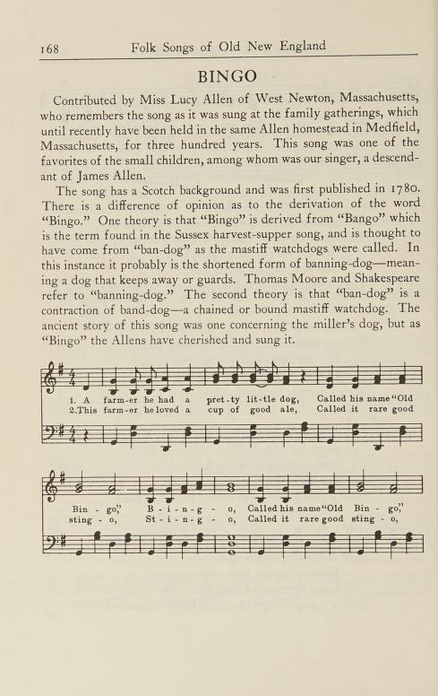 168 Folk Songs of Old New England
BINGO
Contributed by Miss Lucy Allen of West Newton, Massachusetts,
who remembers the song as it was sung at the family gatherings, which
until recently have been held in the same Allen homestead in Medfield,
Massachusetts, for three hundred years. This song was one of the
favorites of the small children, among whom was our singer, a descend-
ant of James Allen.
The song has a Scotch background and was first published in 1780.
There is a difference of opinion as to the derivation of the word
"Bingo." One theory is that "Bingo" is derived from "Bango" which
is the term found in the Sussex harvest-supper song, and is thought to
have come from "ban-dog" as the mastiff watchdogs were called. In
this instance it probably is the shortened form of banning-dog—mean-
ing a dog that keeps away or guards. Thomas Moore and Shakespeare
refer to "banning-dog." The second theory is that "ban-dog" is a
contraction of band-dog—a chained or bound mastiff watchdog. The
ancient story of this song was one concerning the miller's dog, but as
"Bingo" the Allens have cherished and sung it.
1. A farm-er he had a pret-ty lit-tle dog, Called his name "Old
2. This farm-er he loved a cup of good ale, Called it rare good
Bin - go," B - i - n - g - o, Called his name "Old Bin - go,"
sting - o, St - i - n - g - o, Called it rare good sting - o,